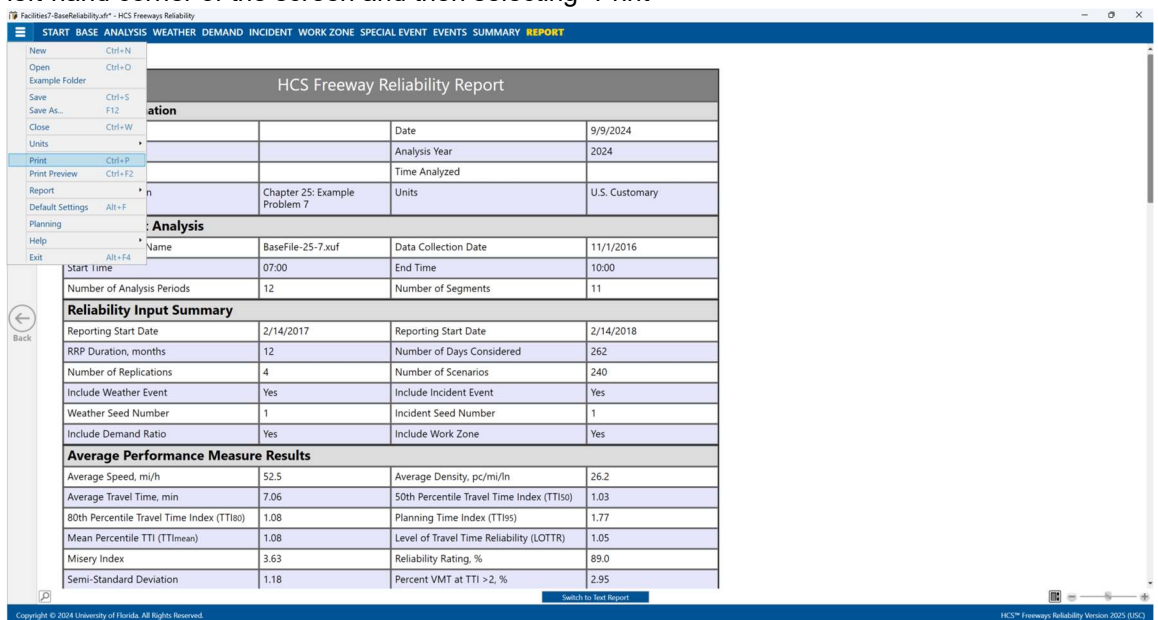 left-hand corner of the screen and then selecting "Print"
Facilities7-BaseReliability.xfr* - HCS Freeways Reliability
START BASE ANALYSIS WEATHER DEMAND INCIDENT WORK ZONE SPECIAL EVENT EVENTS SUMMARY REPORT
New Ctrl+N
Open Ctrl+O
Example Folder
Save Ctrl+S
Save As... F12
Close Ctrl+W
Units
Print Ctrl+P
Print Preview Ctrl+F2
Report
Default Settings Alt+F
Planning
Help
Exit Alt+F4
Back
HCS Freeway Reliability Report
ation
Date 9/9/2024
Analysis Year 2024
Time Analyzed
n Chapter 25: Example Problem 7 Units U.S. Customary
t Analysis
Name BaseFile-25-7.xuf Data Collection Date 11/1/2016
Start Time 07:00 End Time 10:00
Number of Analysis Periods 12 Number of Segments 11
Reliability Input Summary
Reporting Start Date 2/14/2017 Reporting Start Date 2/14/2018
RRP Duration, months 12 Number of Days Considered 262
Number of Replications 4 Number of Scenarios 240
Include Weather Event Yes Include Incident Event Yes
Weather Seed Number 1 Incident Seed Number 1
Include Demand Ratio Yes Include Work Zone Yes
Average Performance Measure Results
Average Speed, mi/h 52.5 Average Density, pc/mi/ln 26.2
Average Travel Time, min 7.06 50th Percentile Travel Time Index (TTI50) 1.03
80th Percentile Travel Time Index (TTI80) 1.08 Planning Time Index (TTI95) 1.77
Mean Percentile TTI (TTImean) 1.08 Level of Travel Time Reliability (LOTTR) 1.05
Misery Index 3.63 Reliability Rating, % 89.0
Semi-Standard Deviation 1.18 Percent VMT at TTI >2, % 2.95
Switch to Text Report
Copyright © 2024 University of Florida. All Rights Reserved. HCS™ Freeways Reliability Version 2025 (USC)